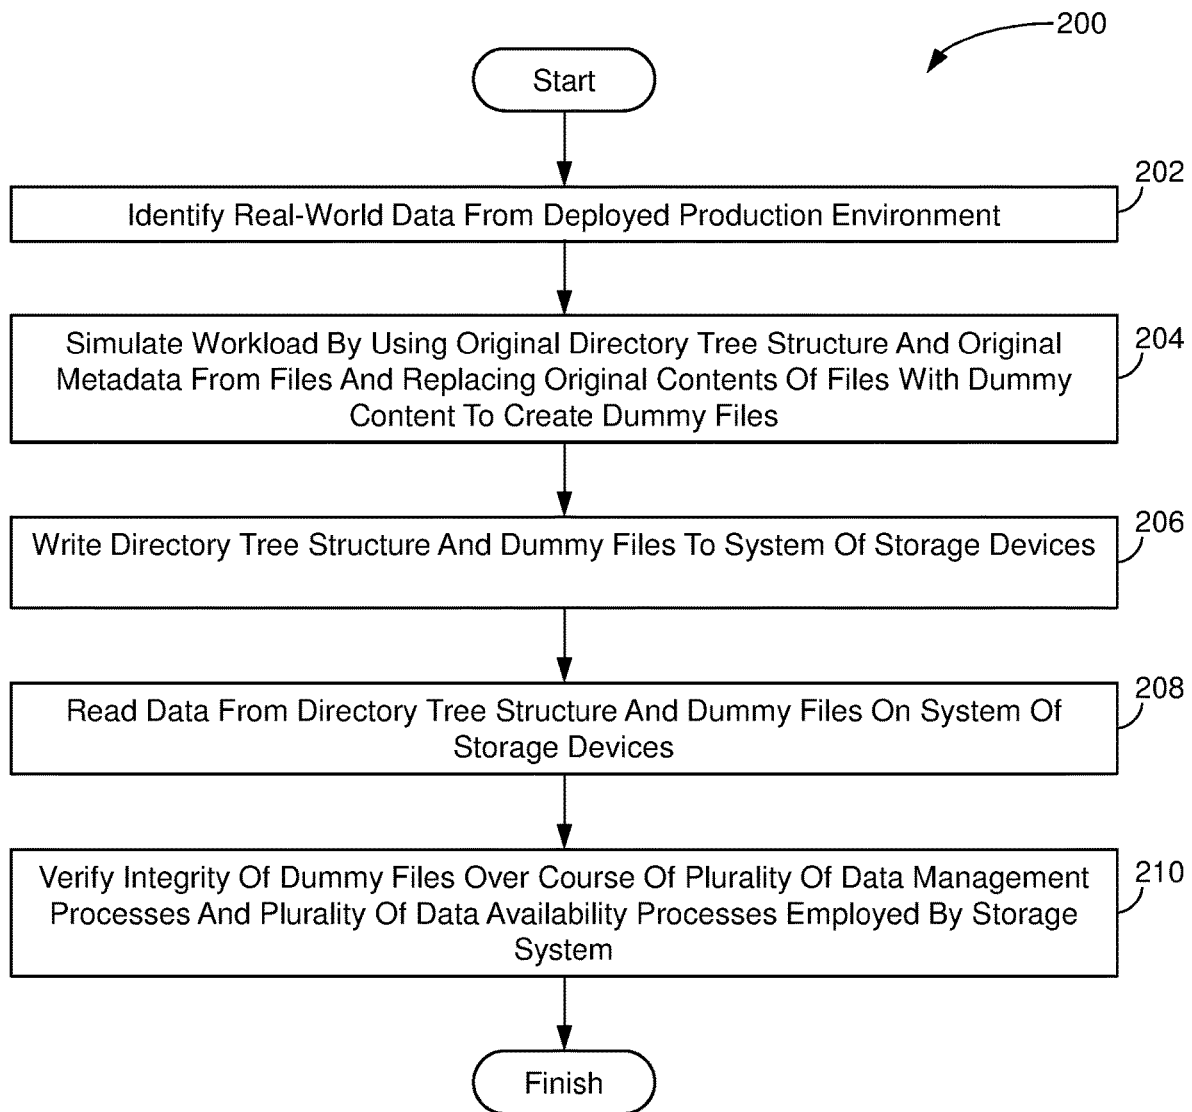 200
Start
202
Identify Real-World Data From Deployed Production Environment
204
Simulate Workload By Using Original Directory Tree Structure And Original
Metadata From Files And Replacing Original Contents Of Files With Dummy
Content To Create Dummy Files
206
Write Directory Tree Structure And Dummy Files To System Of Storage Devices
208
Read Data From Directory Tree Structure And Dummy Files On System Of
Storage Devices
210
Verify Integrity Of Dummy Files Over Course Of Plurality Of Data Management
Processes And Plurality Of Data Availability Processes Employed By Storage
System
Finish